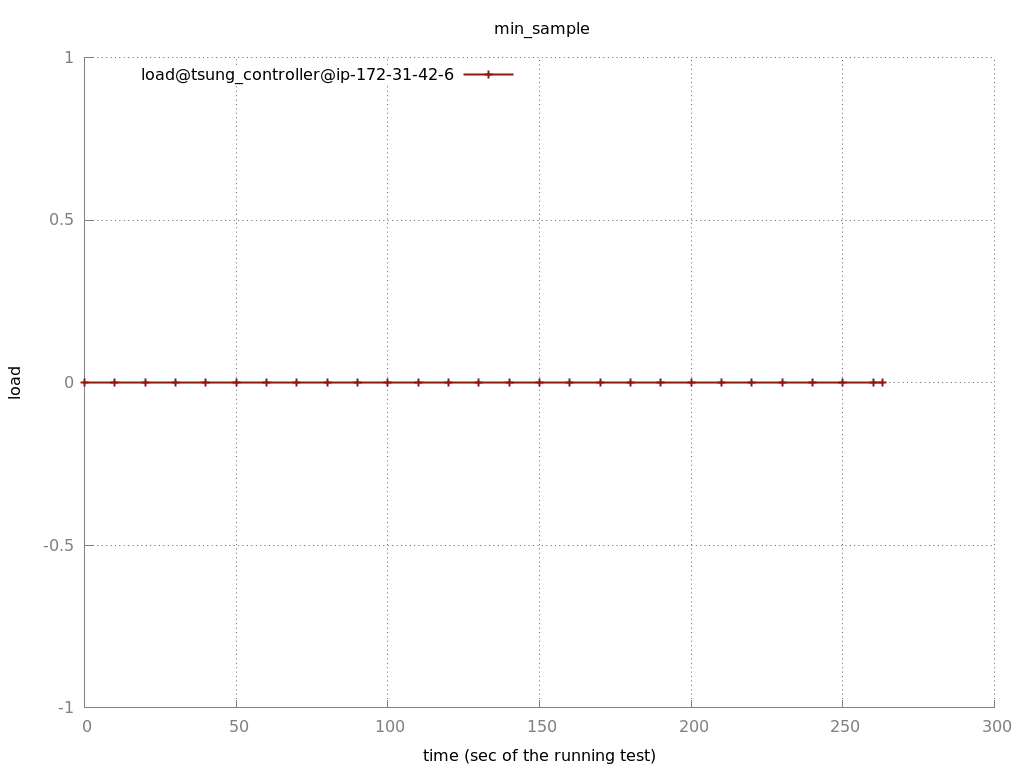 min_sample
load@tsung_controller@ip-172-31-42-6
1
0.5
0
-0.5
-1
load
0 50 100 150 200 250 300
time (sec of the running test)